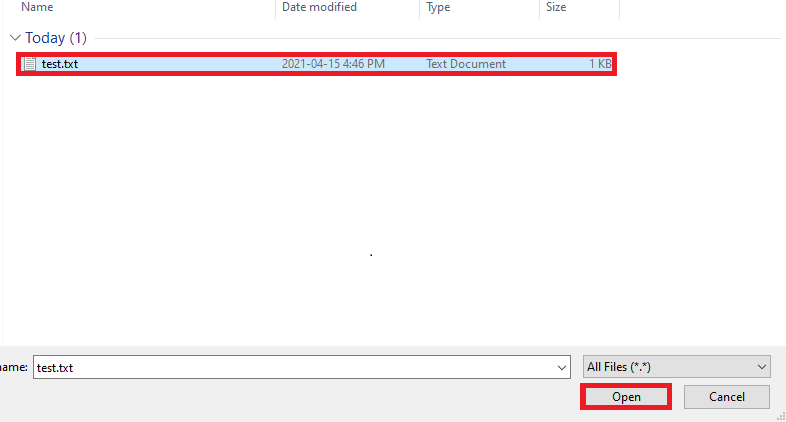 Name Date modified Type Size
Today (1)
test.txt 2021-04-15 4:46 PM Text Document 1 KB
.
name: test.txt All Files (*.*)
Open Cancel